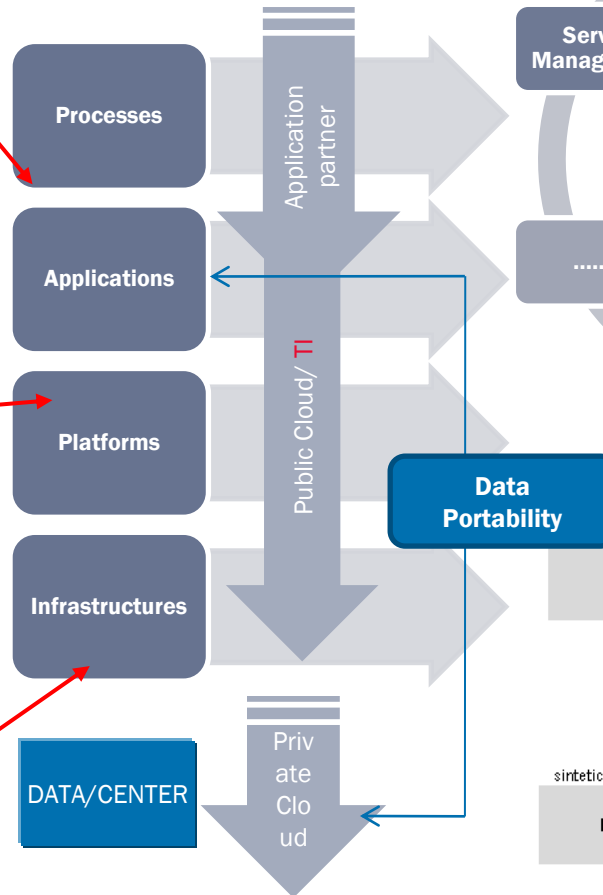 Serv
Manag
Processes
Application
partner
Applications
.....
Public Cloud/ TI
Platforms
Data
Portability
Infrastructures
Priv
ate
Clo
ud
DATA/CENTER
sintetic